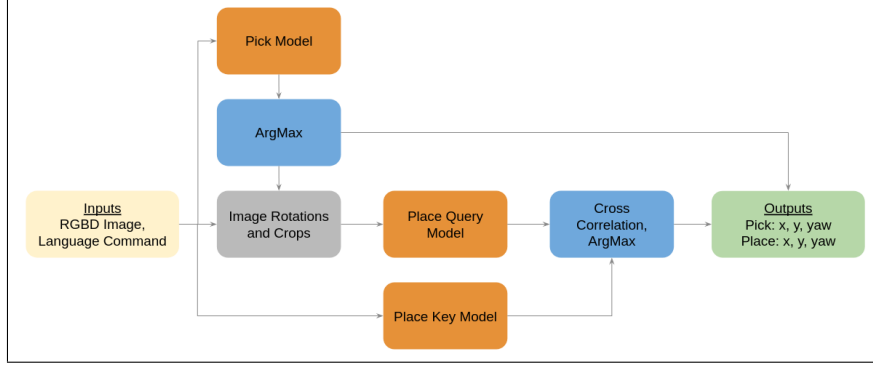 Pick Model
ArgMax
Inputs
RGBD Image,
Language Command
Image Rotations
and Crops
Place Query
Model
Cross
Correlation,
ArgMax
Outputs
Pick: x, y, yaw
Place: x, y, yaw
Place Key Model